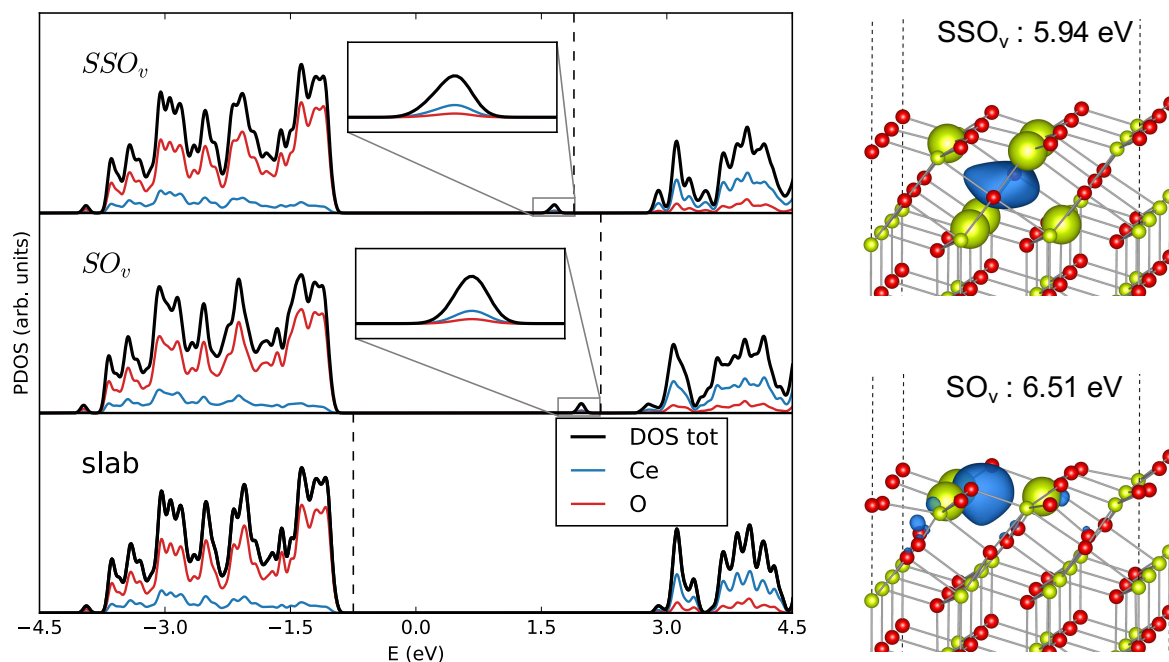 SSOᵥ
SOᵥ
slab
DOS tot
Ce
O
PDOS (arb. units)
−4.5 −3.0 −1.5 0.0 1.5 3.0 4.5
E (eV)
SSOᵥ : 5.94 eV
SOᵥ : 6.51 eV